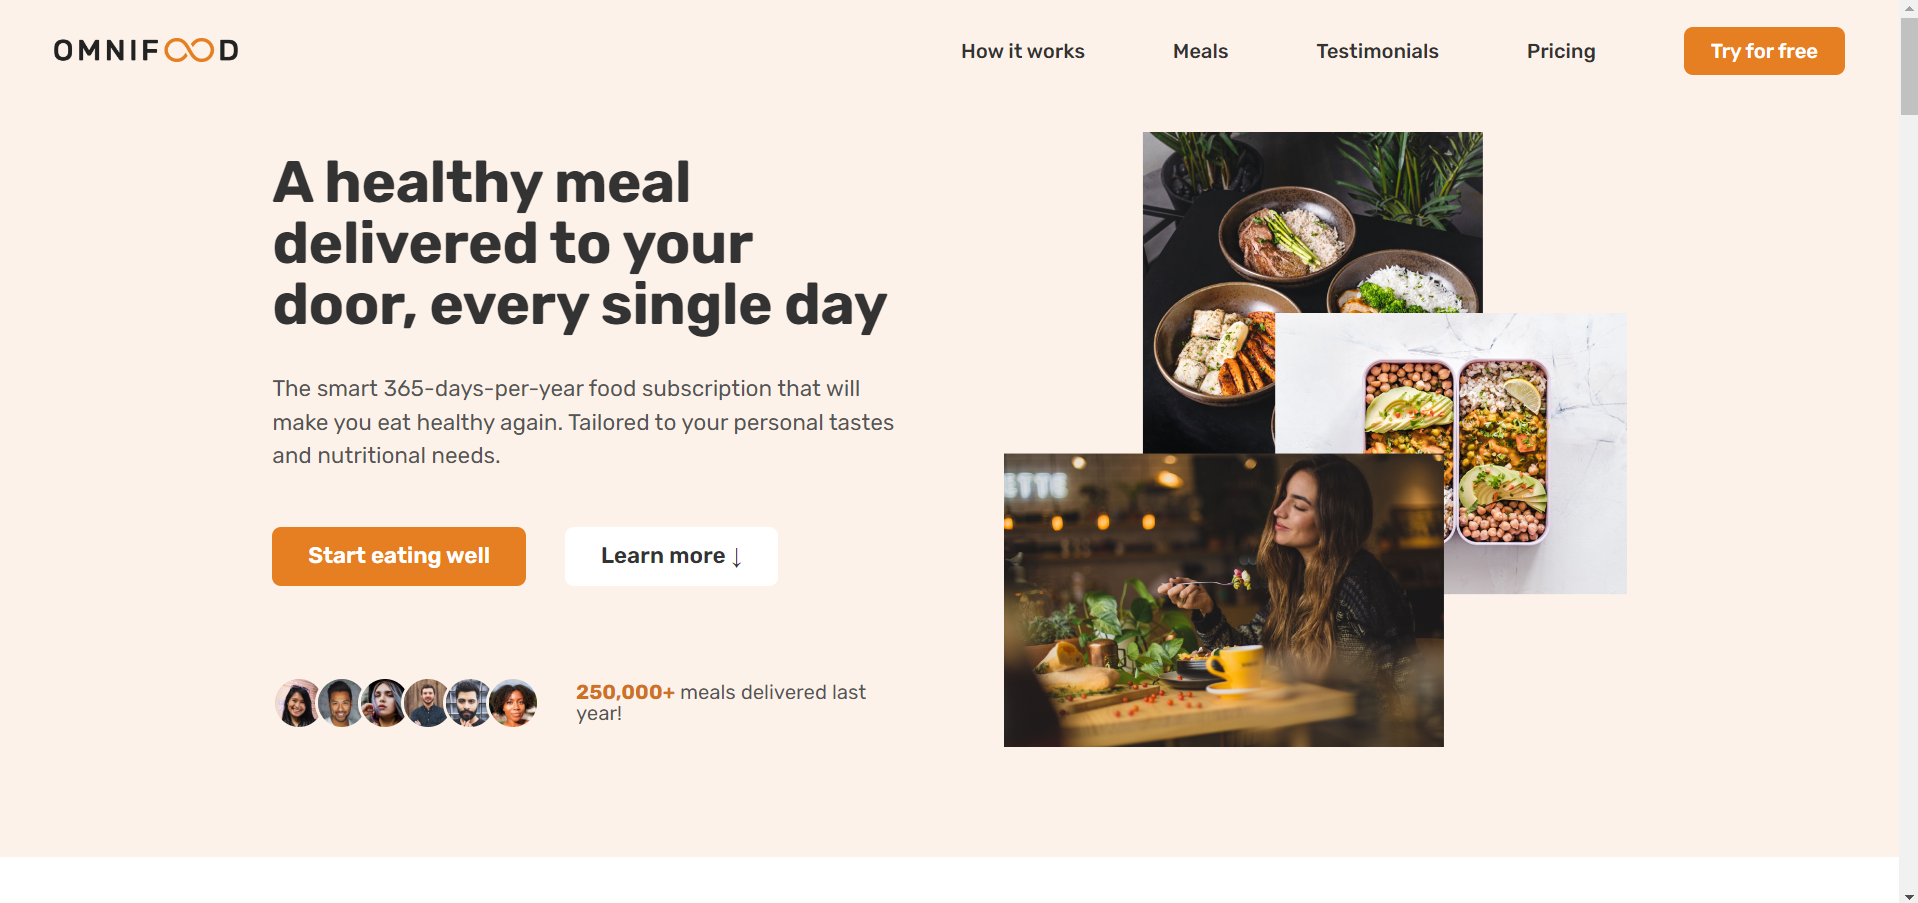 OMNIFOOD
How it works
Meals
Testimonials
Pricing
Try for free
A healthy meal
delivered to your
door, every single day
The smart 365-days-per-year food subscription that will
make you eat healthy again. Tailored to your personal tastes
and nutritional needs.
Start eating well
Learn more ↓
250,000+ meals delivered last
year!
ETTE